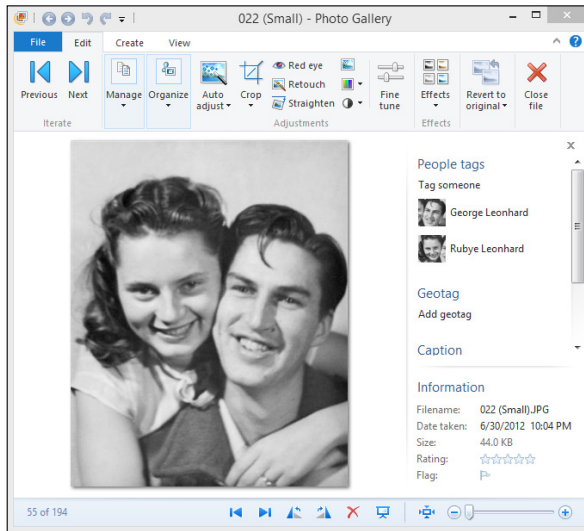 022 (Small) - Photo Gallery
File Edit Create View
Previous Next Manage Organize Auto adjust Crop Red eye Retouch Straighten Fine tune Effects Revert to original Close file
Iterate Adjustments Effects
People tags
Tag someone
George Leonhard
Rubye Leonhard
Geotag
Add geotag
Caption
Information
Filename: 022 (Small).JPG
Date taken: 6/30/2012 10:04 PM
Size: 44.0 KB
Rating:
Flag:
55 of 194